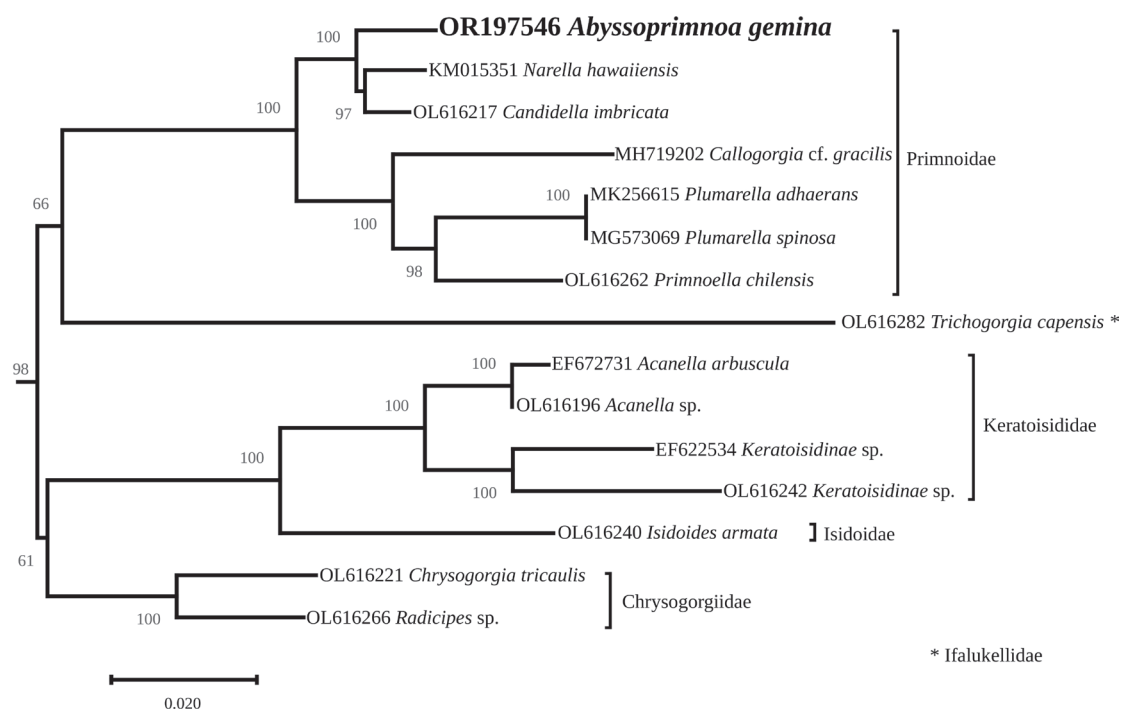 100
OR197546 Abyssoprimnoa gemina
KM015351 Narella hawaiiensis
100
97
OL616217 Candidella imbricata
MH719202 Callogorgia cf. gracilis
Primnoidae
100
MK256615 Plumarella adhaerans
66
100
MG573069 Plumarella spinosa
98
OL616262 Primnoella chilensis
OL616282 Trichogorgia capensis *
98
100
EF672731 Acanella arbuscula
100
OL616196 Acanella sp.
Keratoisididae
100
EF622534 Keratoisidinae sp.
100
OL616242 Keratoisidinae sp.
OL616240 Isidoides armata
Isidoidae
61
OL616221 Chrysogorgia tricaulis
Chrysogorgiidae
100
OL616266 Radicipes sp.
* Ifalukellidae
0.020